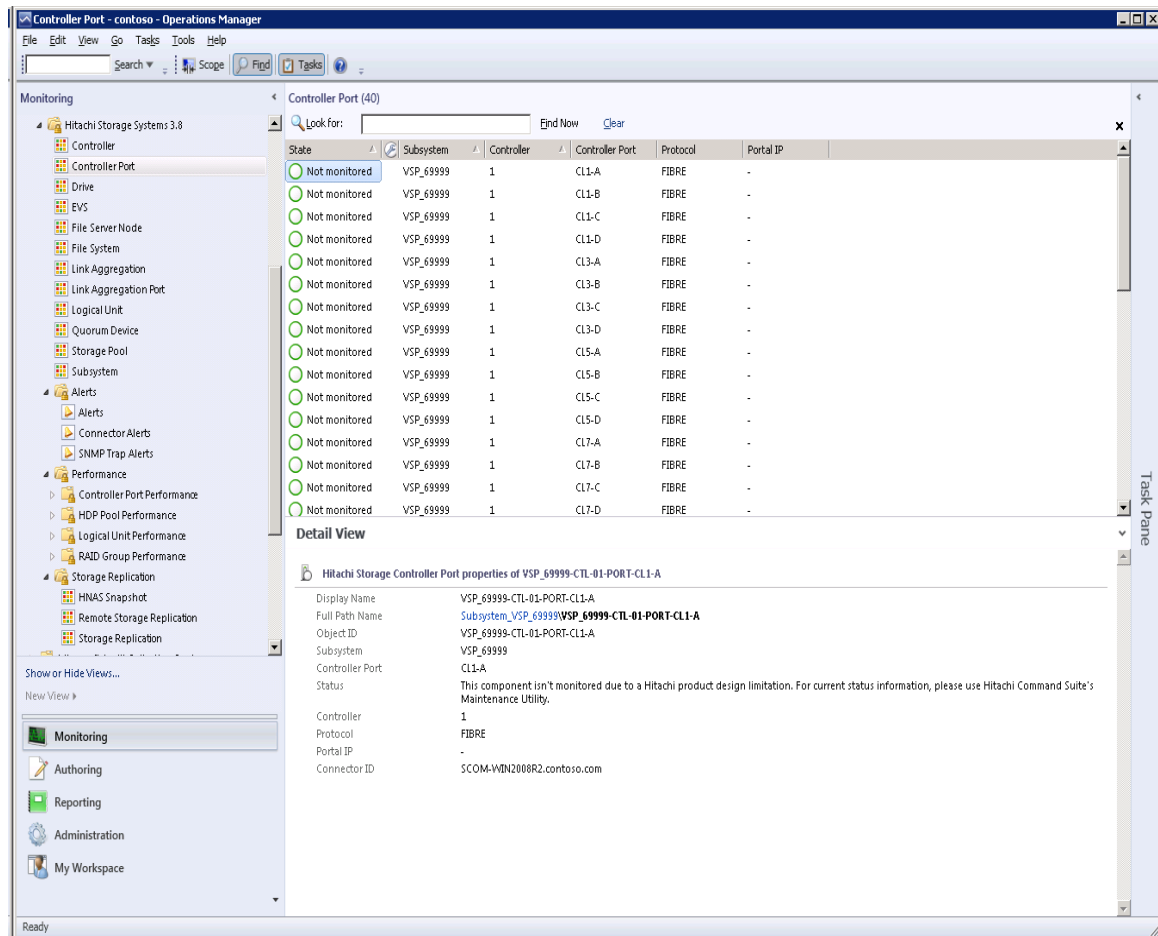 Controller Port - contoso - Operations Manager
File Edit View Go Tasks Tools Help
Search Scope Find Tasks
Monitoring
Hitachi Storage Systems 3.8
Controller
Controller Port
Drive
EVS
File Server Node
File System
Link Aggregation
Link Aggregation Port
Logical Unit
Quorum Device
Storage Pool
Subsystem
Alerts
Alerts
Connector Alerts
SNMP Trap Alerts
Performance
Controller Port Performance
HDP Pool Performance
Logical Unit Performance
RAID Group Performance
Storage Replication
HNAS Snapshot
Remote Storage Replication
Storage Replication
Show or Hide Views...
New View
Monitoring
Authoring
Reporting
Administration
My Workspace
Controller Port (40)
Look for: Find Now Clear
State Subsystem Controller Controller Port Protocol Portal IP
Not monitored VSP_69999 1 CL1-A FIBRE -
Not monitored VSP_69999 1 CL1-B FIBRE -
Not monitored VSP_69999 1 CL1-C FIBRE -
Not monitored VSP_69999 1 CL1-D FIBRE -
Not monitored VSP_69999 1 CL3-A FIBRE -
Not monitored VSP_69999 1 CL3-B FIBRE -
Not monitored VSP_69999 1 CL3-C FIBRE -
Not monitored VSP_69999 1 CL3-D FIBRE -
Not monitored VSP_69999 1 CL5-A FIBRE -
Not monitored VSP_69999 1 CL5-B FIBRE -
Not monitored VSP_69999 1 CL5-C FIBRE -
Not monitored VSP_69999 1 CL5-D FIBRE -
Not monitored VSP_69999 1 CL7-A FIBRE -
Not monitored VSP_69999 1 CL7-B FIBRE -
Not monitored VSP_69999 1 CL7-C FIBRE -
Not monitored VSP_69999 1 CL7-D FIBRE -
Detail View
Hitachi Storage Controller Port properties of VSP_69999-CTL-01-PORT-CL1-A
Display Name VSP_69999-CTL-01-PORT-CL1-A
Full Path Name Subsystem_VSP_69999\VSP_69999-CTL-01-PORT-CL1-A
Object ID VSP_69999-CTL-01-PORT-CL1-A
Subsystem VSP_69999
Controller Port CL1-A
Status This component isn't monitored due to a Hitachi product design limitation. For current status information, please use Hitachi Command Suite's
Maintenance Utility.
Controller 1
Protocol FIBRE
Portal IP -
Connector ID SCOM-WIN2008R2.contoso.com
Task Pane
Ready